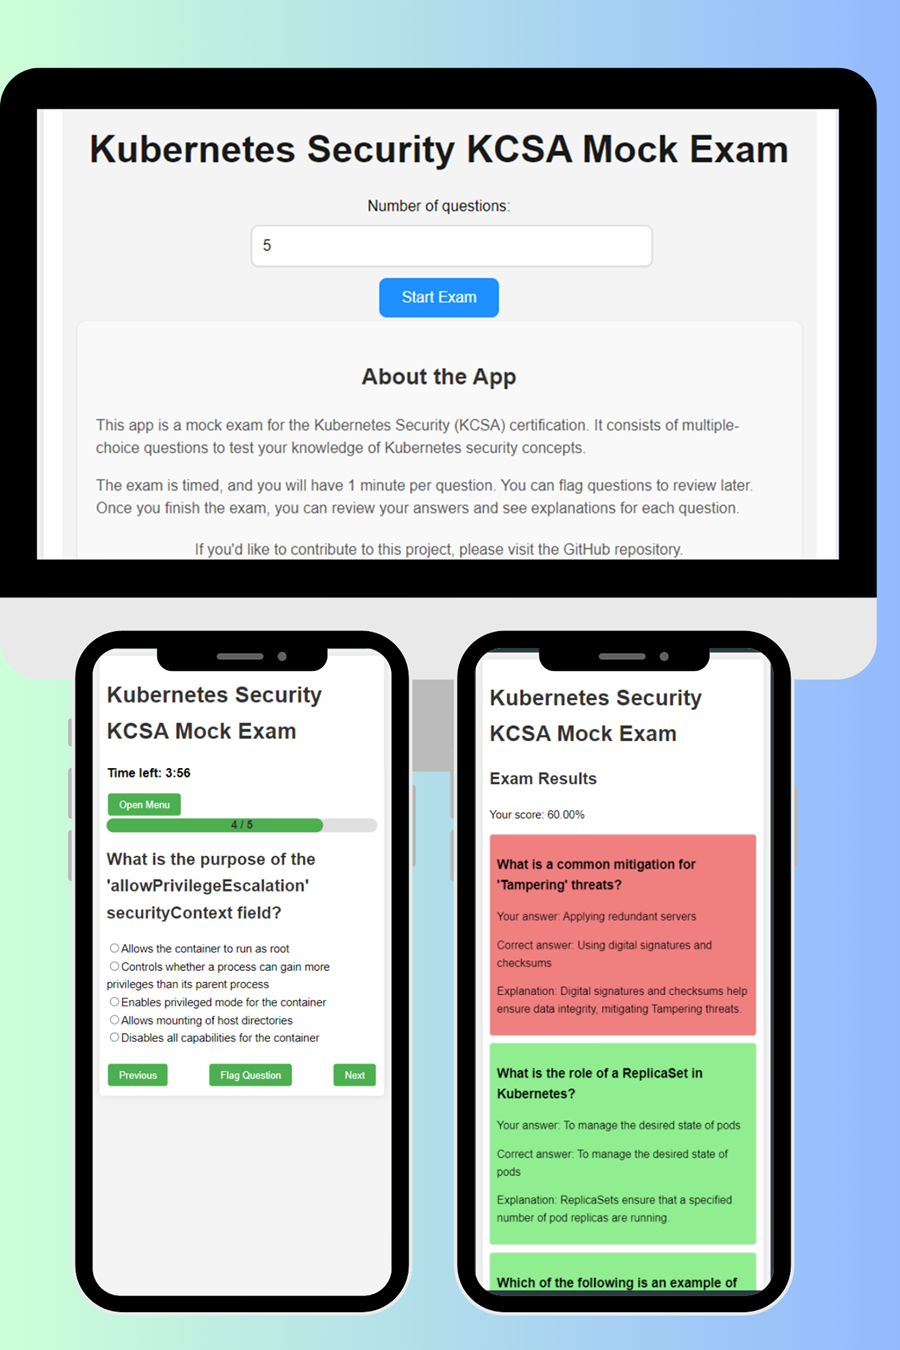 Kubernetes Security KCSA Mock Exam
Number of questions:
5
Start Exam
About the App
This app is a mock exam for the Kubernetes Security (KCSA) certification. It consists of multiple-
choice questions to test your knowledge of Kubernetes security concepts.
The exam is timed, and you will have 1 minute per question. You can flag questions to review later.
Once you finish the exam, you can review your answers and see explanations for each question.
If you'd like to contribute to this project, please visit the GitHub repository.
Kubernetes Security
KCSA Mock Exam
Time left: 3:56
Open Menu
4 / 5
What is the purpose of the
'allowPrivilegeEscalation'
securityContext field?
Allows the container to run as root
Controls whether a process can gain more
privileges than its parent process
Enables privileged mode for the container
Allows mounting of host directories
Disables all capabilities for the container
Previous
Flag Question
Next
Kubernetes Security
KCSA Mock Exam
Exam Results
Your score: 60.00%
What is a common mitigation for
'Tampering' threats?
Your answer: Applying redundant servers
Correct answer: Using digital signatures and
checksums
Explanation: Digital signatures and checksums help
ensure data integrity, mitigating Tampering threats.
What is the role of a ReplicaSet in
Kubernetes?
Your answer: To manage the desired state of pods
Correct answer: To manage the desired state of
pods
Explanation: ReplicaSets ensure that a specified
number of pod replicas are running.
Which of the following is an example of